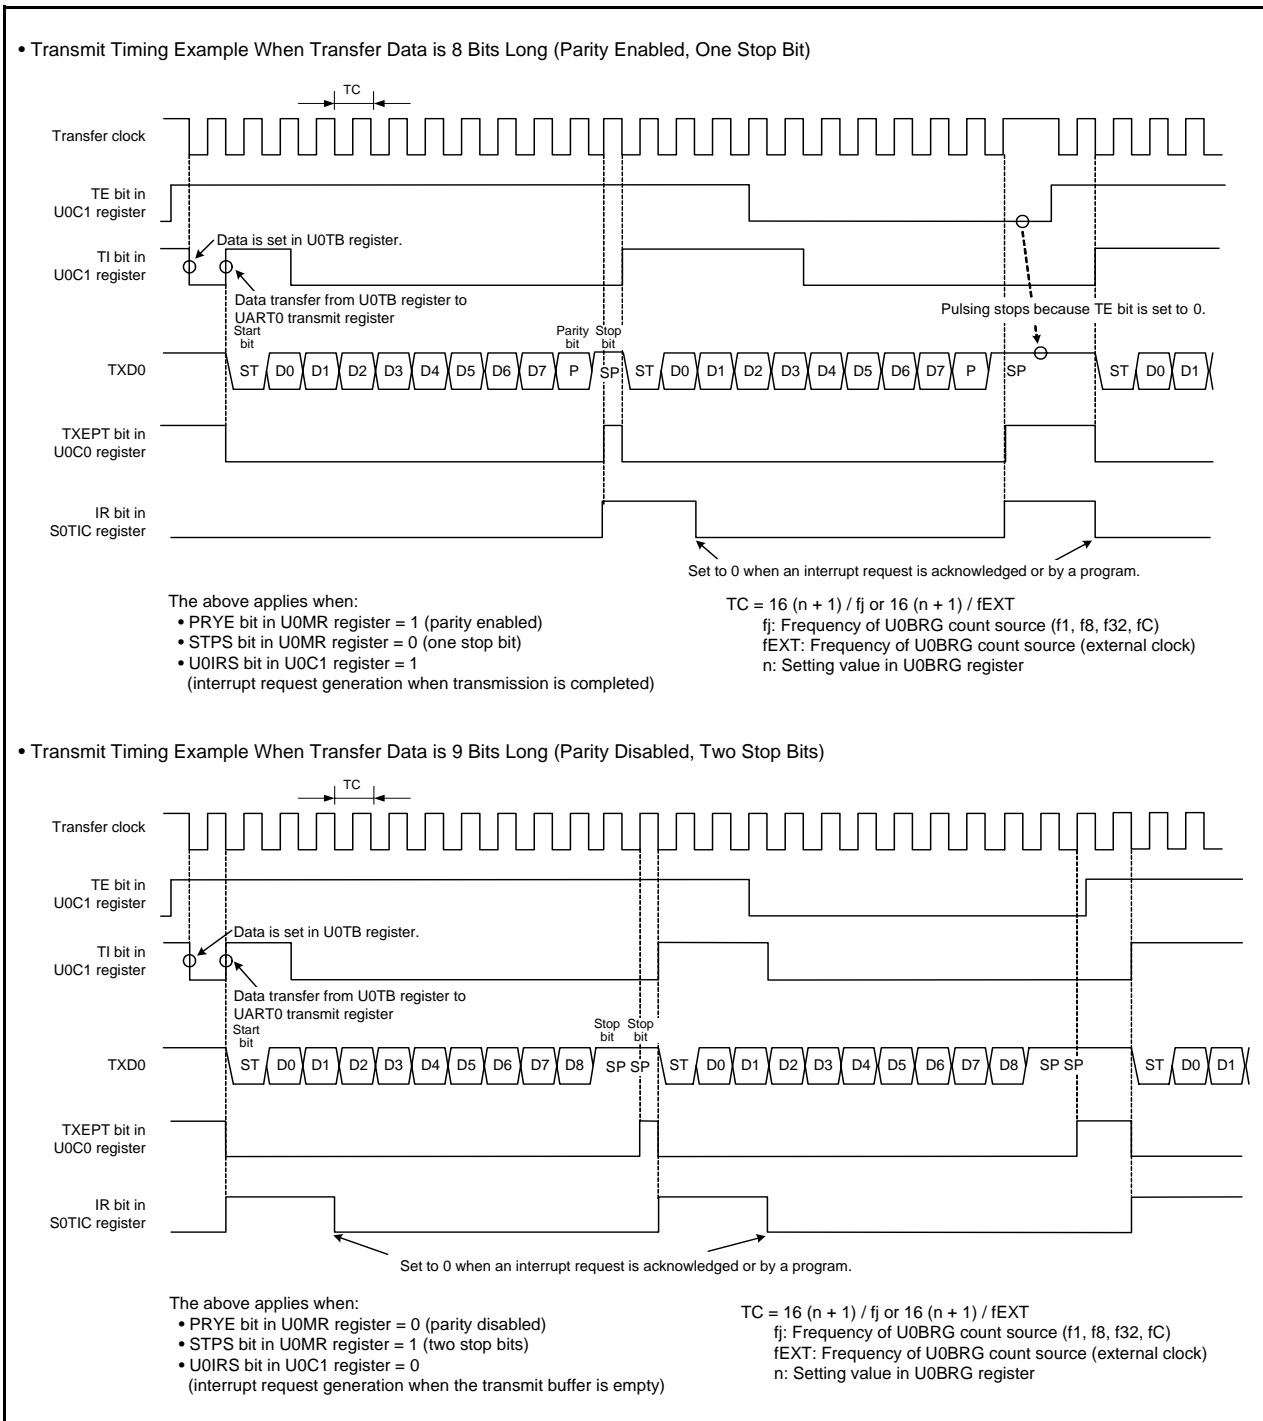 • Transmit Timing Example When Transfer Data is 8 Bits Long (Parity Enabled, One Stop Bit)
TC
Transfer clock
TE bit in
U0C1 register
Data is set in U0TB register.
TI bit in
U0C1 register
Data transfer from U0TB register to
UART0 transmit register
Pulsing stops because TE bit is set to 0.
Start
bit
Parity
bit
Stop
bit
TXD0
ST D0 D1 D2 D3 D4 D5 D6 D7 P SP ST D0 D1 D2 D3 D4 D5 D6 D7 P SP ST D0 D1
TXEPT bit in
U0C0 register
IR bit in
S0TIC register
Set to 0 when an interrupt request is acknowledged or by a program.
The above applies when:
• PRYE bit in U0MR register = 1 (parity enabled)
• STPS bit in U0MR register = 0 (one stop bit)
• U0IRS bit in U0C1 register = 1
(interrupt request generation when transmission is completed)
TC = 16 (n + 1) / fj or 16 (n + 1) / fEXT
fj: Frequency of U0BRG count source (f1, f8, f32, fC)
fEXT: Frequency of U0BRG count source (external clock)
n: Setting value in U0BRG register
• Transmit Timing Example When Transfer Data is 9 Bits Long (Parity Disabled, Two Stop Bits)
TC
Transfer clock
TE bit in
U0C1 register
Data is set in U0TB register.
TI bit in
U0C1 register
Data transfer from U0TB register to
UART0 transmit register
Start
bit
Stop
bit
Stop
bit
TXD0
ST D0 D1 D2 D3 D4 D5 D6 D7 D8 SP SP ST D0 D1 D2 D3 D4 D5 D6 D7 D8 SP SP ST D0 D1
TXEPT bit in
U0C0 register
IR bit in
S0TIC register
Set to 0 when an interrupt request is acknowledged or by a program.
The above applies when:
• PRYE bit in U0MR register = 0 (parity disabled)
• STPS bit in U0MR register = 1 (two stop bits)
• U0IRS bit in U0C1 register = 0
(interrupt request generation when the transmit buffer is empty)
TC = 16 (n + 1) / fj or 16 (n + 1) / fEXT
fj: Frequency of U0BRG count source (f1, f8, f32, fC)
fEXT: Frequency of U0BRG count source (external clock)
n: Setting value in U0BRG register